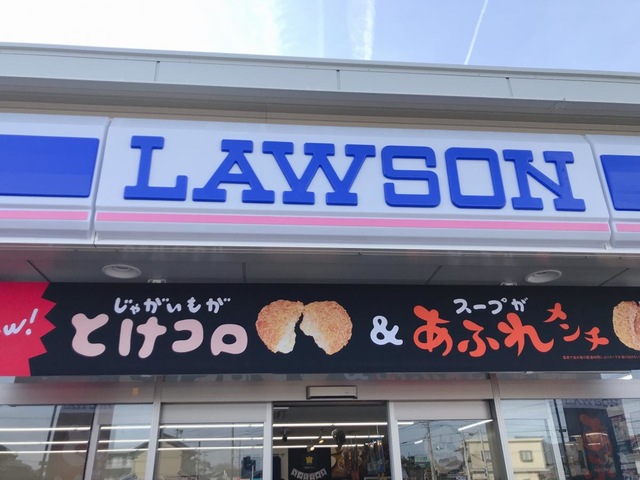 LAWSON
じゃがいもが
とけコロ
&
スープが
あふれメンチ